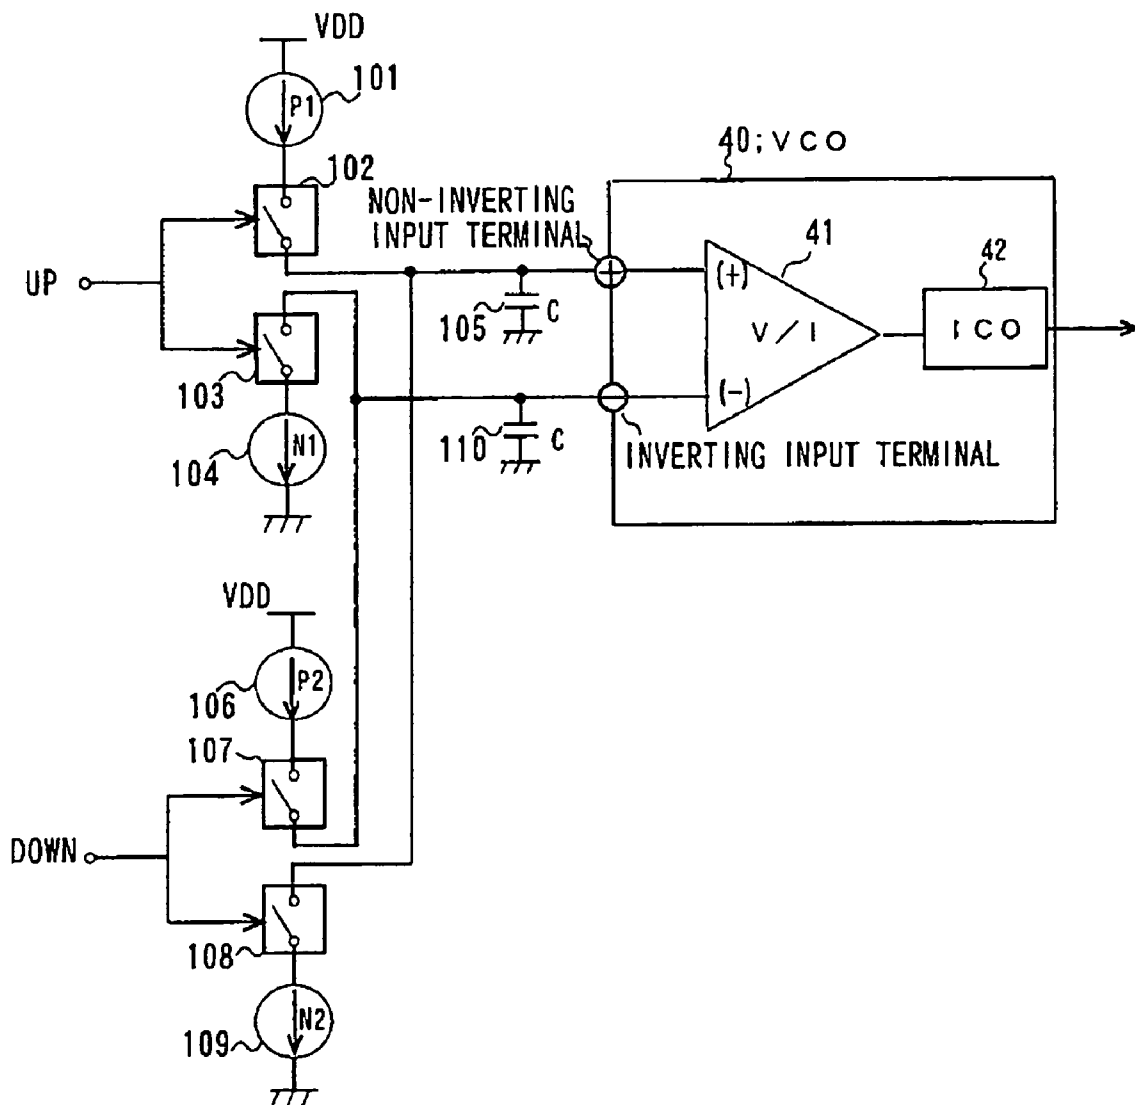 VDD
101
P1
102
40;VCO
NON-INVERTING
INPUT TERMINAL
41
42
UP
(+)
105
C
V/I
ICO
103
(-)
104
N1
110
C
INVERTING INPUT TERMINAL
VDD
106
P2
107
DOWN
108
109
N2